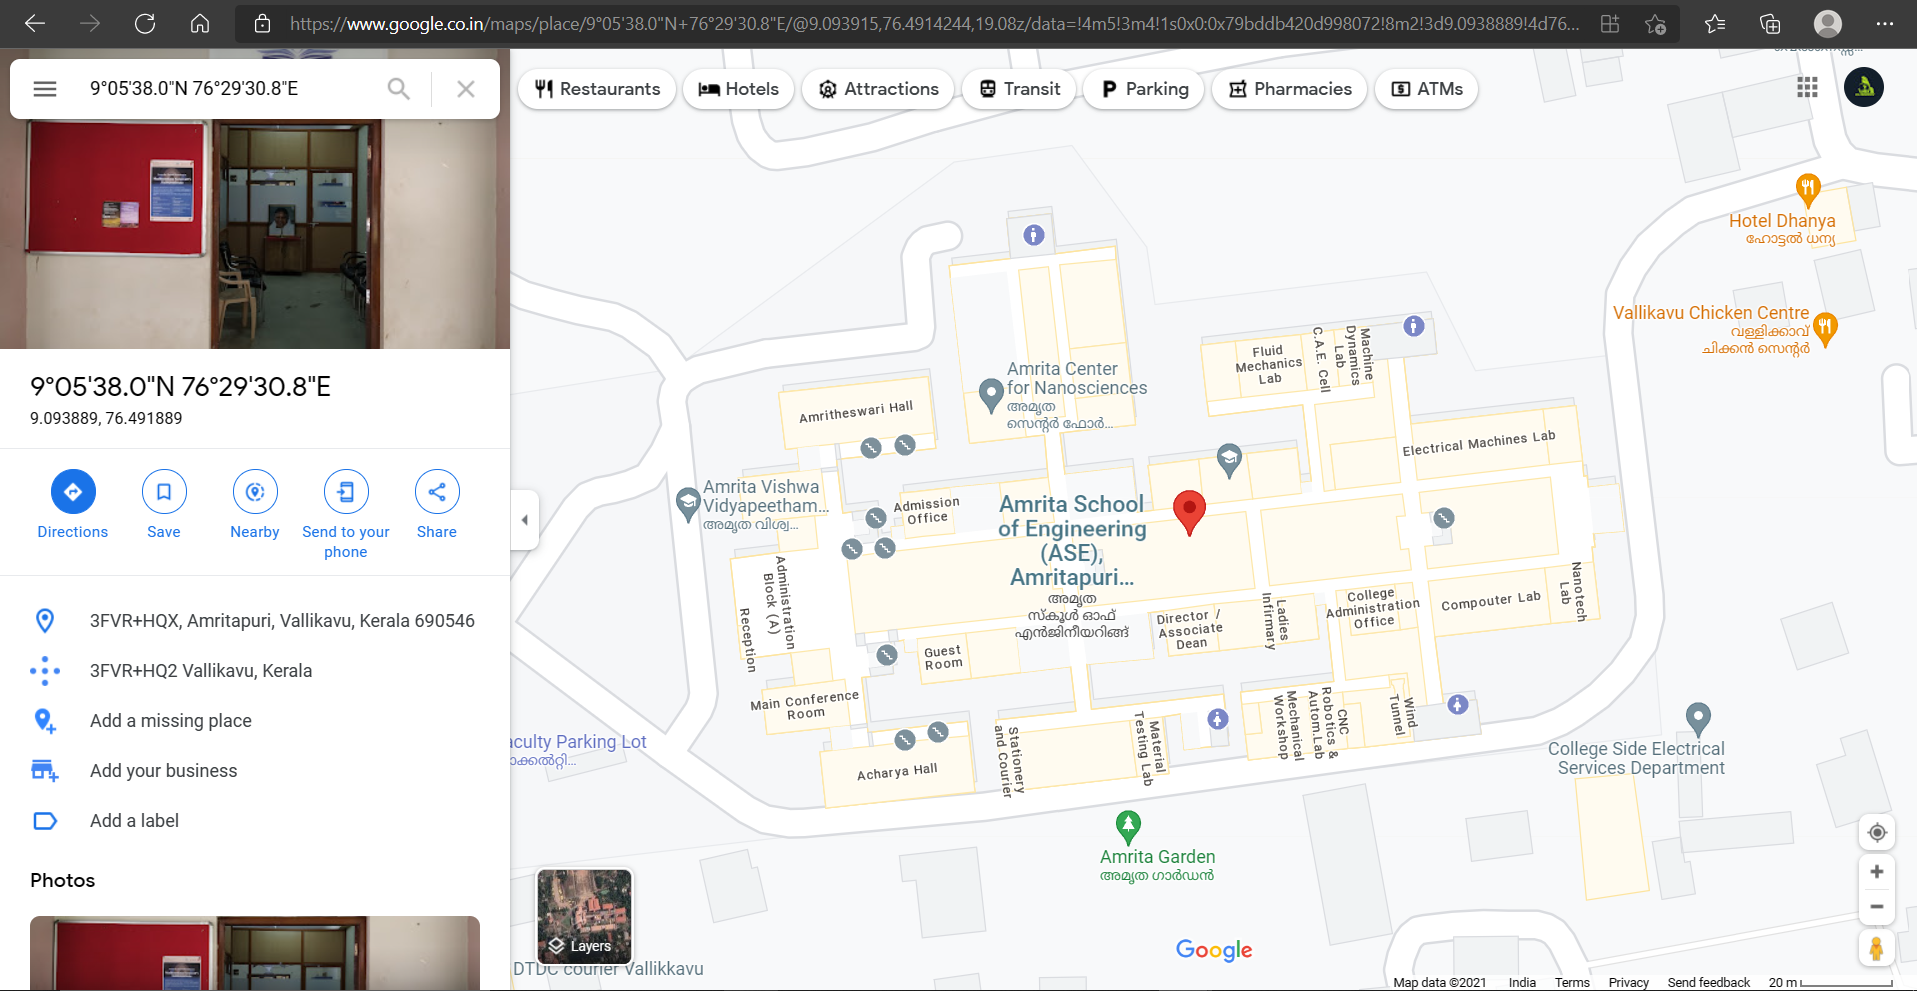 https://www.google.co.in/maps/place/9°05'38.0"N+76°29'30.8"E/@9.093915,76.4914244,19.08z/data=!4m5!3m4!1s0x0:0x79bddb420d998072!8m2!3d9.0938889!4d76...
9°05'38.0"N 76°29'30.8"E
Restaurants
Hotels
Attractions
Transit
Parking
Pharmacies
ATMs
9°05'38.0"N 76°29'30.8"E
9.093889, 76.491889
Directions
Save
Nearby
Send to your
phone
Share
3FVR+HQX, Amritapuri, Vallikavu, Kerala 690546
3FVR+HQ2 Vallikavu, Kerala
Add a missing place
Add your business
Add a label
Photos
Hotel Dhanya
ഹോട്ടൽ ധന്യ
Vallikavu Chicken Centre
വള്ളിക്കാവ്
ചിക്കൻ സെന്റർ
Fluid
Mechanics
Lab
C.A.E. Cell
Machine
Dynamics
Lab
Amrita Center
for Nanosciences
അമൃത
സെന്റർ ഫോർ...
Amritheswari Hall
Electrical Machines Lab
Amrita Vishwa
Vidyapeetham...
അമൃത വിശ്വ...
Admission
Office
Amrita School
of Engineering
(ASE),
Amritapuri...
അമൃത
സ്കൂൾ ഓഫ്
എൻജിനീയറിങ്ങ്
Administration
Block (A)
Reception
Director /
Associate
Dean
Ladies
Infirmary
College
Administration
Office
Compouter Lab
Nanotech
Lab
Guest
Room
Main Conference
Room
Acharya Hall
Stationery
and Courier
Material
Testing Lab
Mechanical
Workshop
CNC
Robotics &
Autom.Lab
Wind
Tunnel
aculty Parking Lot
ാക്കൽറ്റി...
College Side Electrical
Services Department
Amrita Garden
അമൃത ഗാർഡൻ
Layers
DTDC courier Vallikkavu
Google
Map data ©2021 India Terms Privacy Send feedback 20 m